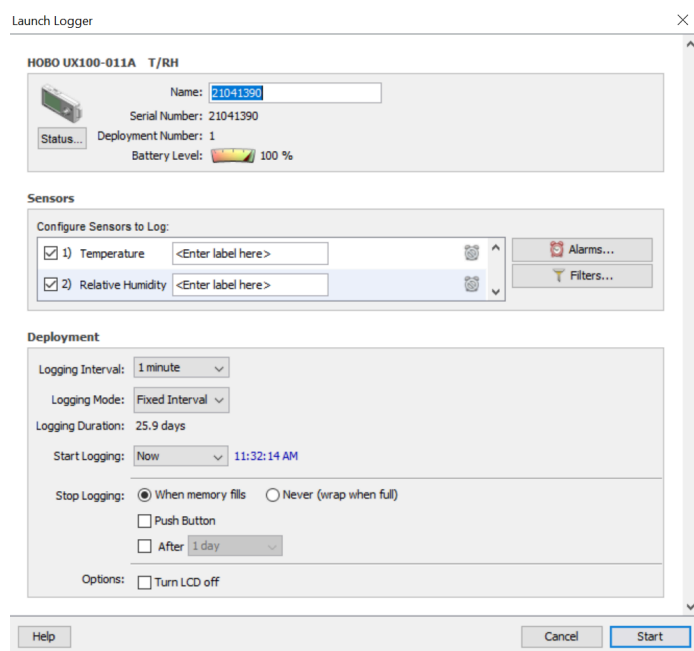 Launch Logger
HOBO UX100-011A T/RH
Name: 21041390
Serial Number: 21041390
Status... Deployment Number: 1
Battery Level: 100 %
Sensors
Configure Sensors to Log:
1) Temperature <Enter label here>
Alarms...
2) Relative Humidity <Enter label here>
Filters...
Deployment
Logging Interval: 1 minute
Logging Mode: Fixed Interval
Logging Duration: 25.9 days
Start Logging: Now 11:32:14 AM
Stop Logging: When memory fills Never (wrap when full)
Push Button
After 1 day
Options: Turn LCD off
Help Cancel Start